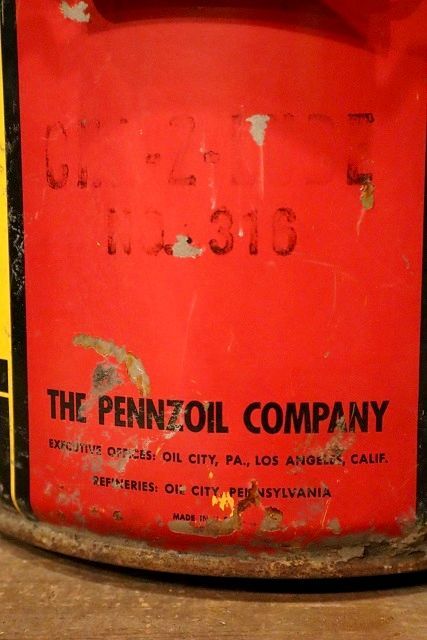 NO. 316
THE PENNZOIL COMPANY
EXECUTIVE OFFICES: OIL CITY, PA., LOS ANGELES, CALIF.
REFINERIES: OIL CITY, PENNSYLVANIA
MADE IN